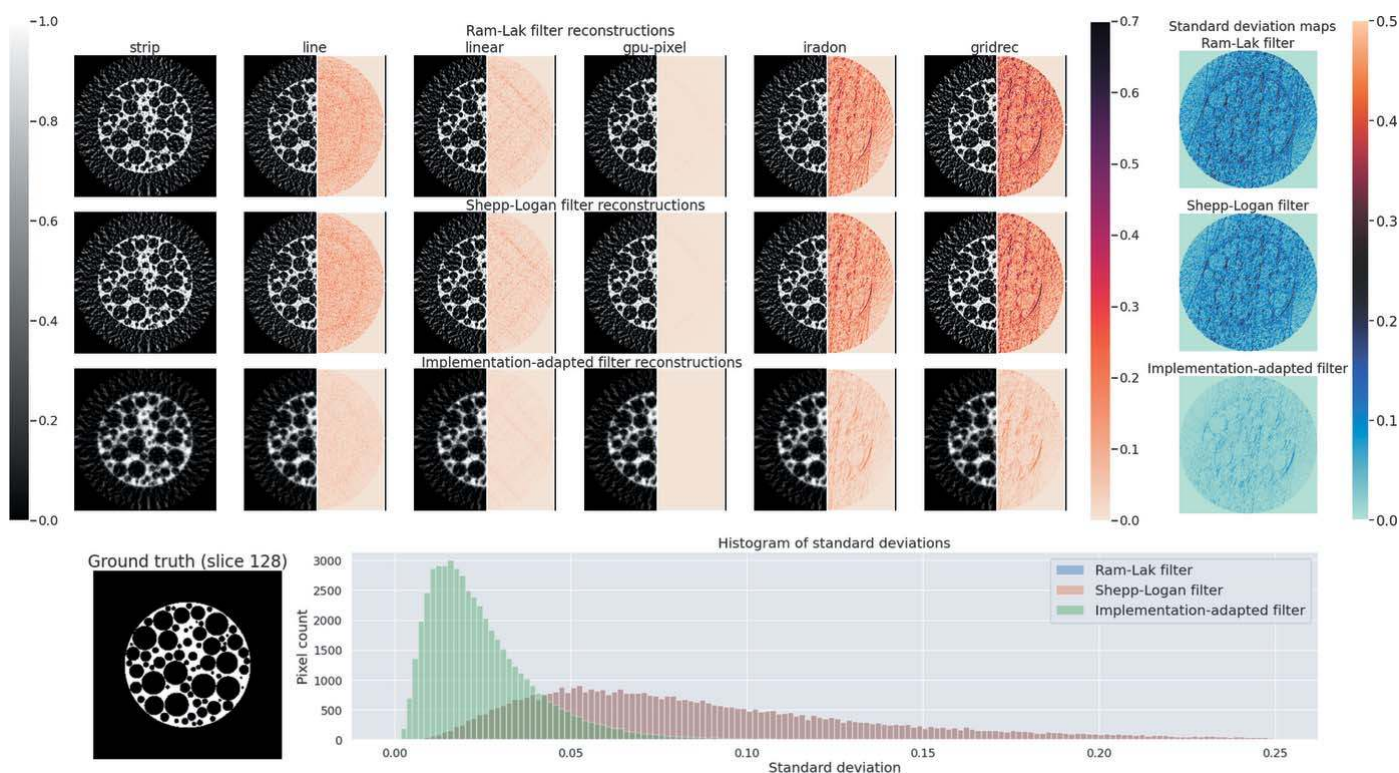 Ram-Lak filter reconstructions
strip line linear gpu-pixel iradon gridrec
Shepp-Logan filter reconstructions
Implementation-adapted filter reconstructions
1.0
0.8
0.6
0.4
0.2
0.0
0.7
0.6
0.5
0.4
0.3
0.2
0.1
0.0
Standard deviation maps
Ram-Lak filter
Shepp-Logan filter
Implementation-adapted filter
0.5
0.4
0.3
0.2
0.1
0.0
Ground truth (slice 128)
Histogram of standard deviations
Pixel count
3000
2500
2000
1500
1000
500
0
Ram-Lak filter
Shepp-Logan filter
Implementation-adapted filter
0.00 0.05 0.10 0.15 0.20 0.25
Standard deviation